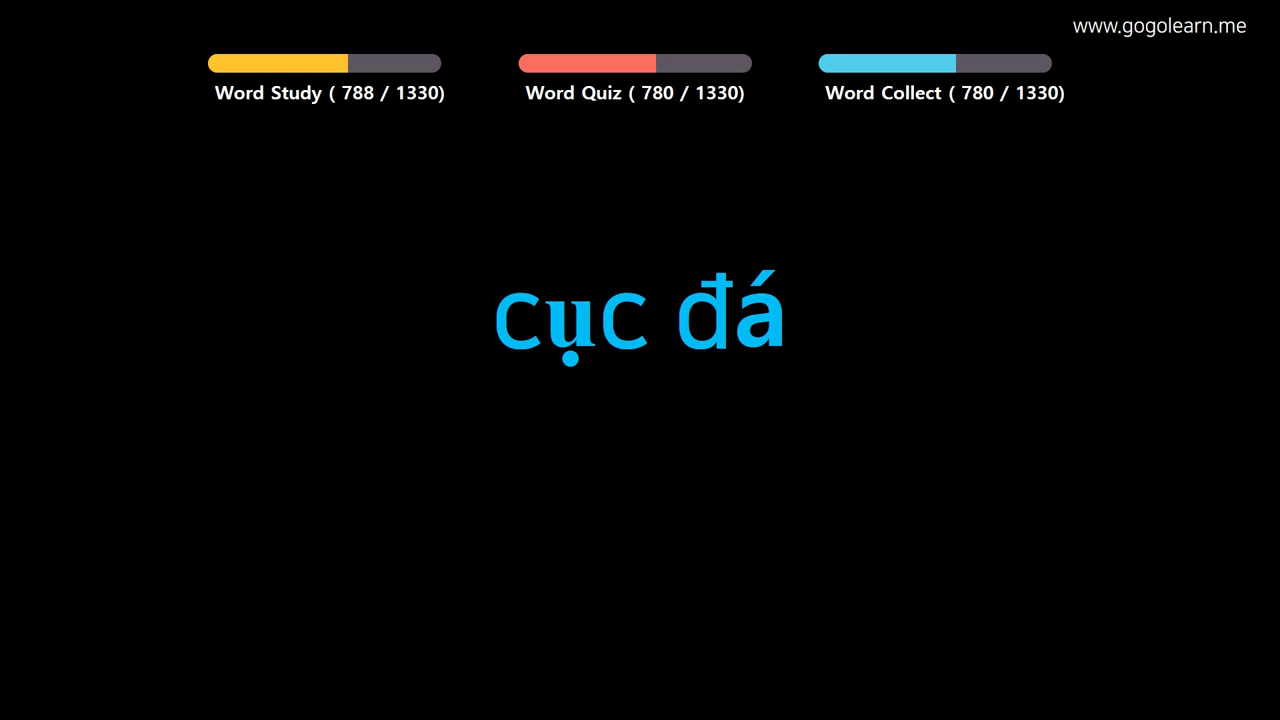 www.gogolearn.me
Word Study ( 788 / 1330)
Word Quiz ( 780 / 1330)
Word Collect ( 780 / 1330)
cục đá